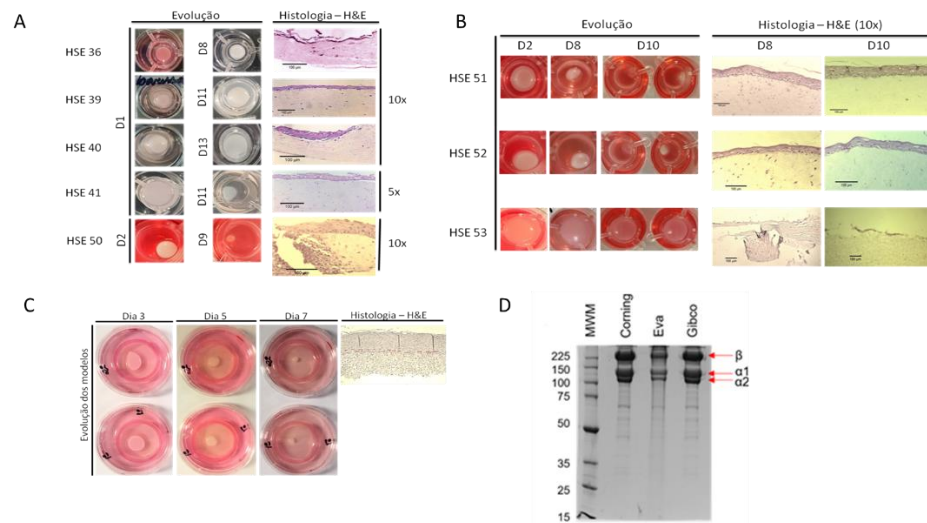 A
Evolução
Histologia – H&E
HSE 36
HSE 39
HSE 40
HSE 41
HSE 50
D1
D2
D8
D11
D13
D11
D9
10x
5x
10x
100 µm
B
Evolução
Histologia – H&E (10x)
D2
D8
D10
D8
D10
HSE 51
HSE 52
HSE 53
C
Dia 3
Dia 5
Dia 7
Histologia – H&E
Evolução dos modelos
D
MWM
Corning
Eva
Gibco
225
150
100
75
50
35
25
15
β
α1
α2